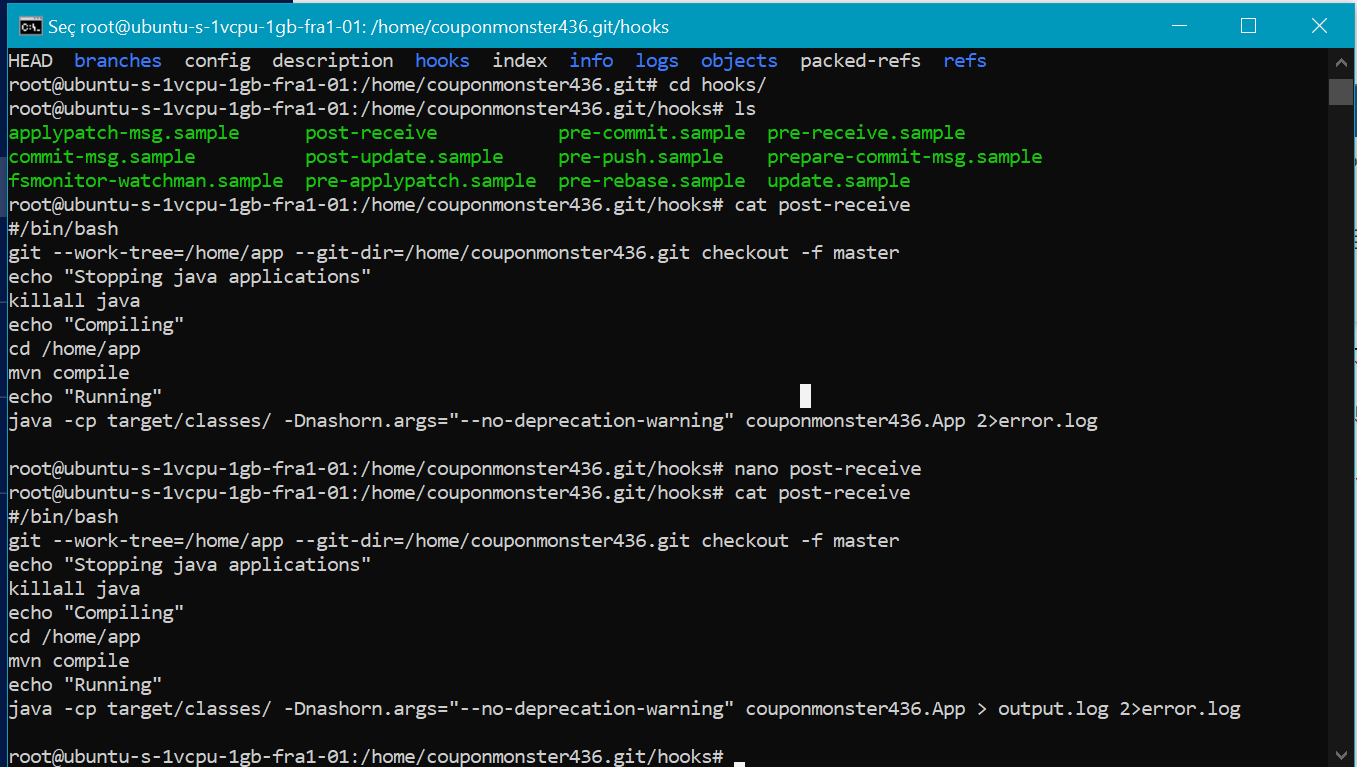 Seç root@ubuntu-s-1vcpu-1gb-fra1-01: /home/couponmonster436.git/hooks
HEAD  branches  config  description  hooks  index  info  logs  objects  packed-refs  refs
root@ubuntu-s-1vcpu-1gb-fra1-01:/home/couponmonster436.git# cd hooks/
root@ubuntu-s-1vcpu-1gb-fra1-01:/home/couponmonster436.git/hooks# ls
applypatch-msg.sample      post-receive           pre-commit.sample  pre-receive.sample
commit-msg.sample          post-update.sample     pre-push.sample    prepare-commit-msg.sample
fsmonitor-watchman.sample  pre-applypatch.sample  pre-rebase.sample  update.sample
root@ubuntu-s-1vcpu-1gb-fra1-01:/home/couponmonster436.git/hooks# cat post-receive
#/bin/bash
git --work-tree=/home/app --git-dir=/home/couponmonster436.git checkout -f master
echo "Stopping java applications"
killall java
echo "Compiling"
cd /home/app
mvn compile
echo "Running"
java -cp target/classes/ -Dnashorn.args="--no-deprecation-warning" couponmonster436.App 2>error.log
root@ubuntu-s-1vcpu-1gb-fra1-01:/home/couponmonster436.git/hooks# nano post-receive
root@ubuntu-s-1vcpu-1gb-fra1-01:/home/couponmonster436.git/hooks# cat post-receive
#/bin/bash
git --work-tree=/home/app --git-dir=/home/couponmonster436.git checkout -f master
echo "Stopping java applications"
killall java
echo "Compiling"
cd /home/app
mvn compile
echo "Running"
java -cp target/classes/ -Dnashorn.args="--no-deprecation-warning" couponmonster436.App > output.log 2>error.log
root@ubuntu-s-1vcpu-1gb-fra1-01:/home/couponmonster436.git/hooks#